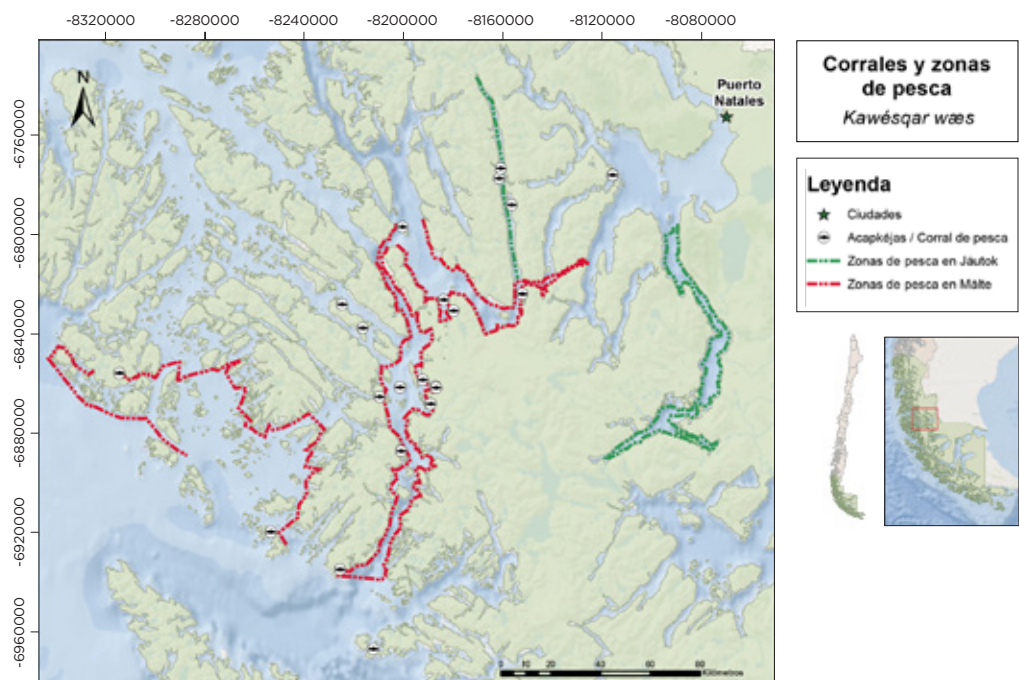 -8320000 -8280000 -8240000 -8200000 -8160000 -8120000 -8080000
-6760000
-6800000
-6840000
-6880000
-6920000
-6960000
N
Puerto
Natales
0 5 10 20 40 60 80
Kilómetros
Corrales y zonas
de pesca
Kawésqar wæs
Leyenda
Ciudades
Acapkéjas / Corral de pesca
Zonas de pesca en Jáutok
Zonas de pesca en Málte